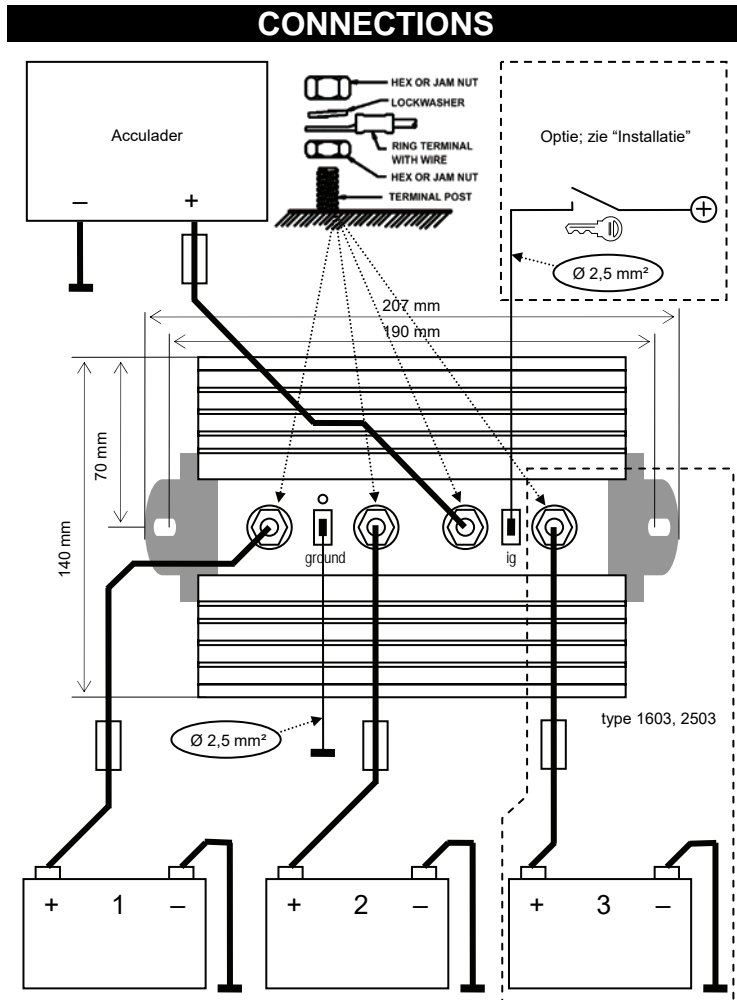 CONNECTIONS
Acculader
– +
HEX OR JAM NUT
LOCKWASHER
RING TERMINAL
WITH WIRE
HEX OR JAM NUT
TERMINAL POST
Optie; zie “Installatie”
+
Ø 2,5 mm²
207 mm
190 mm
70 mm
140 mm
ground
ig
Ø 2,5 mm²
type 1603, 2503
+ 1 –
+ 2 –
+ 3 –